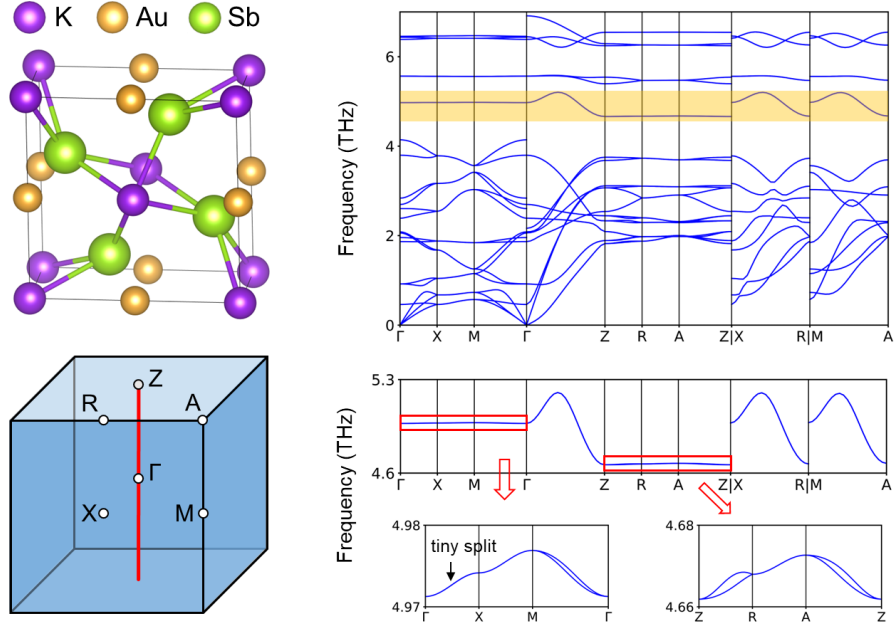 K Au Sb
Frequency (THz)
6
4
2
0
Γ X M Γ Z R A Z|X R|M A
Z
R A
Γ
X M
Frequency (THz)
5.3
4.6
Γ X M Γ Z R A Z|X R|M A
4.98
tiny split
4.97
Γ X M Γ
4.68
4.66
Z R A Z